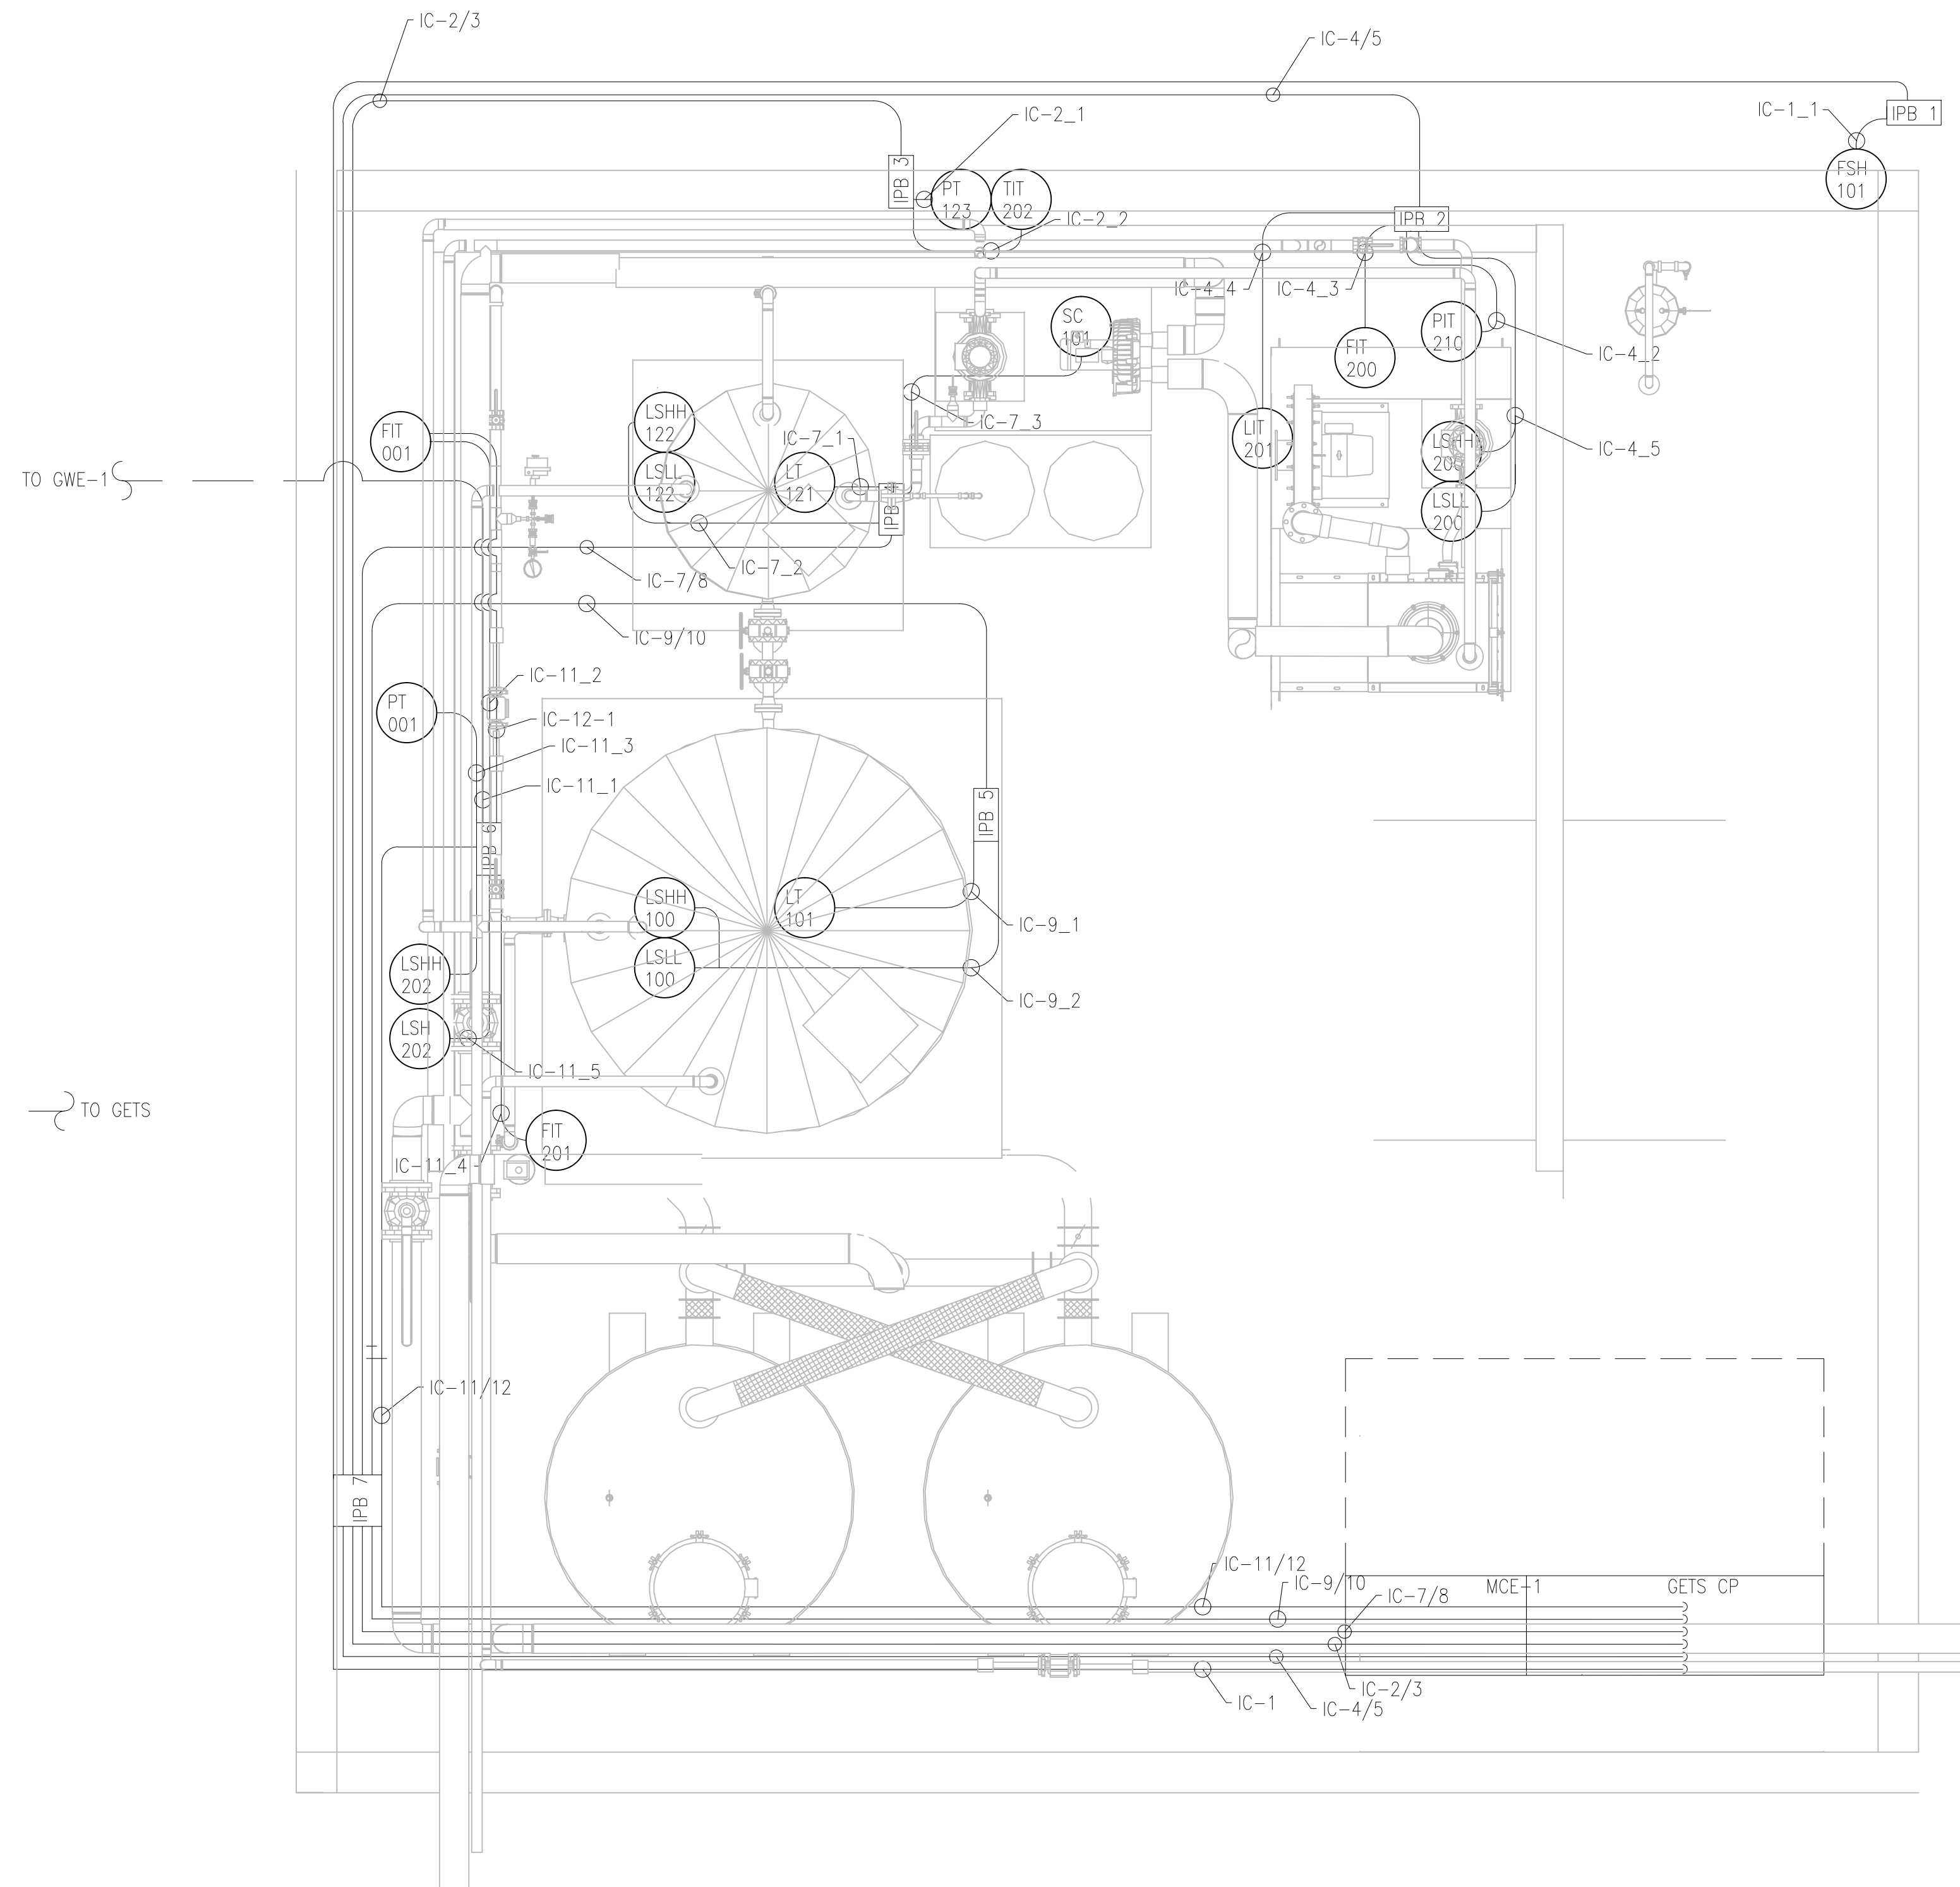 IC-2/3
IC-4/5
IC-1_1
IPB 1
IC-2_1
IPB 3
PT
123
TIT
202
FSH
101
IC-2_2
IPB 2
IC-4_4
IC-4_3
SC
101
PIT
210
FIT
200
IC-4_2
LSHH
122
FIT
001
IC-7_3
IC-7_1
LIT
201
LSHH
200
IC-4_5
TO GWE-1
LSLL
122
LT
121
IPB 4
LSLL
200
IC-7_2
IC-7/8
IC-9/10
IC-11_2
PT
001
IC-12-1
IC-11_3
IC-11_1
IPB 5
IPB 6
LSHH
100
LT
101
IC-9_1
LSHH
202
LSLL
100
IC-9_2
LSH
202
IC-11_5
TO GETS
FIT
201
IC-11_4
IC-11/12
IPB 7
IC-11/12
IC-9/10
IC-7/8
MCE-1
GETS CP
IC-2/3
IC-1
IC-4/5